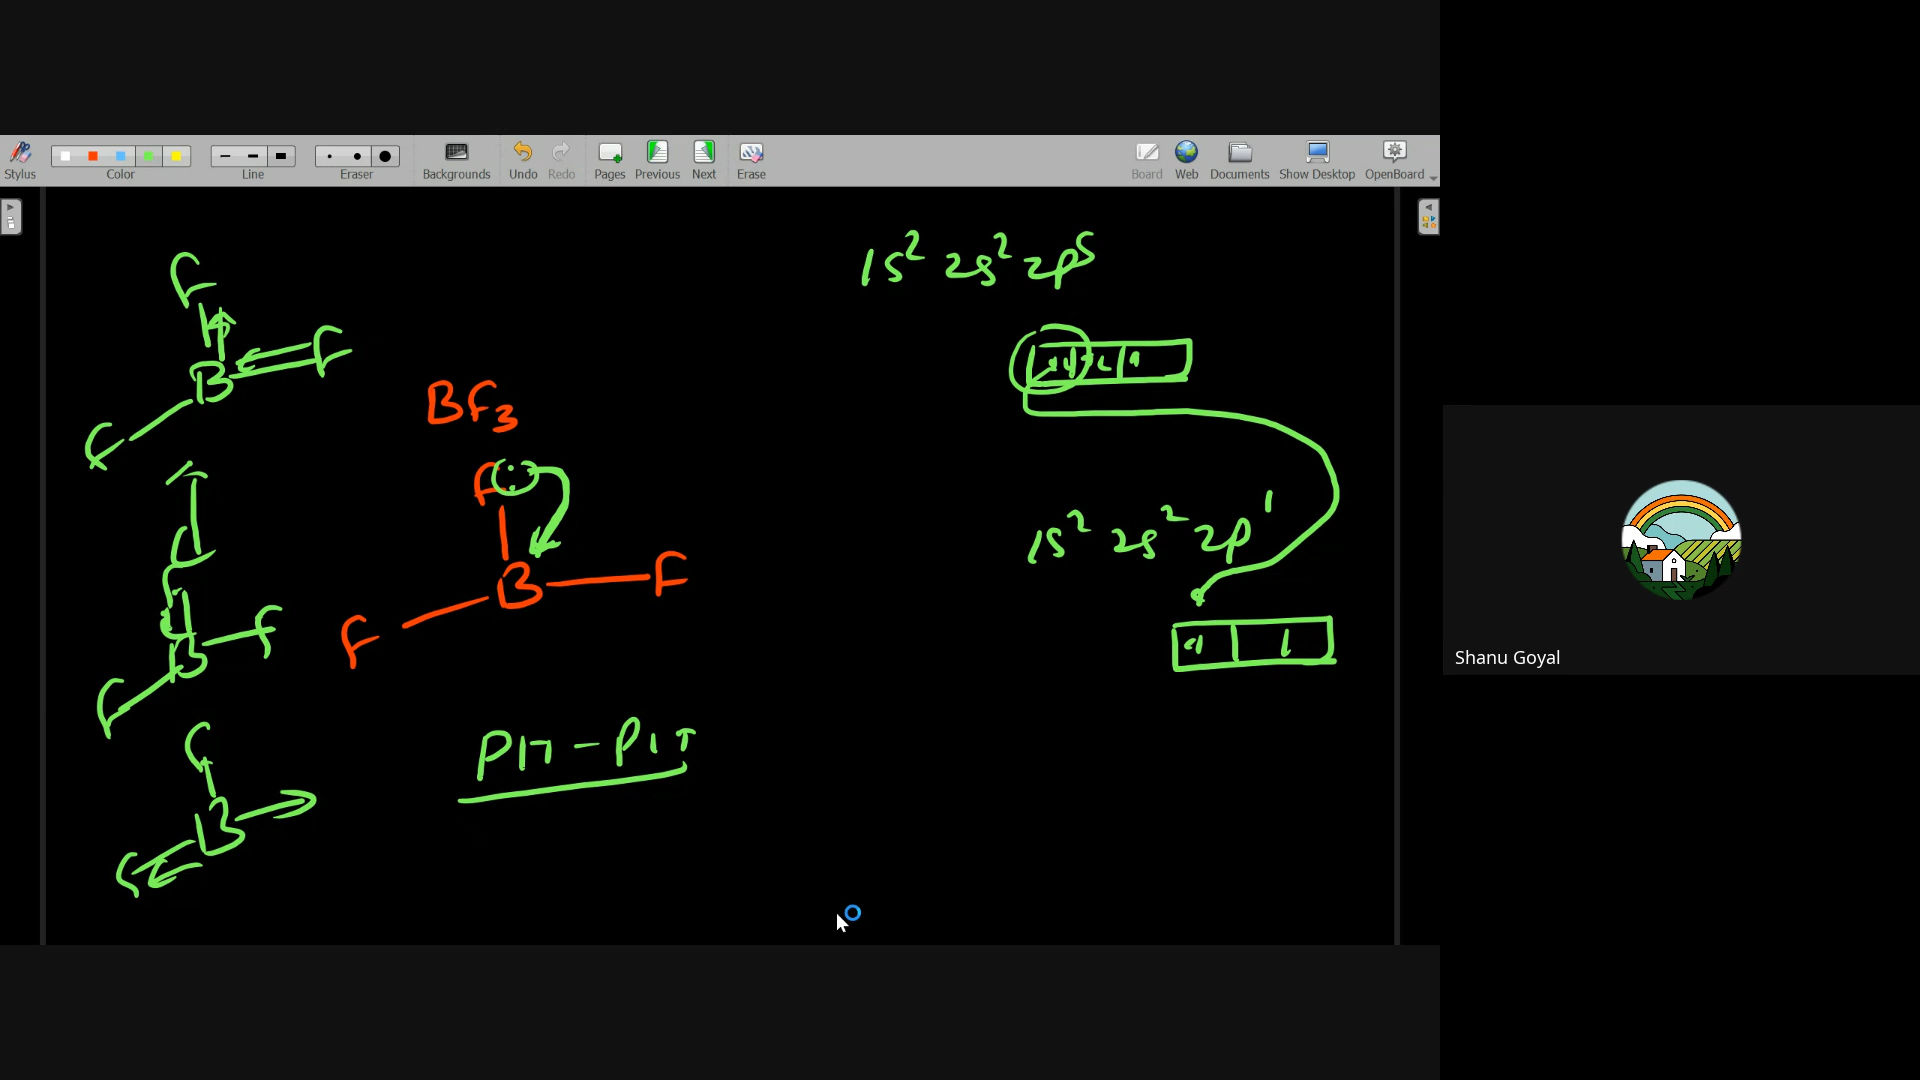 Stylus Color Line Eraser Backgrounds Undo Redo Pages Previous Next Erase Board Web Documents Show Desktop OpenBoard
1s² 2s² 2p⁵
F
B F
F
BF₃
F
B F
F
1s² 2s² 2p¹
B F
F
Pπ - Pπ
B
Shanu Goyal